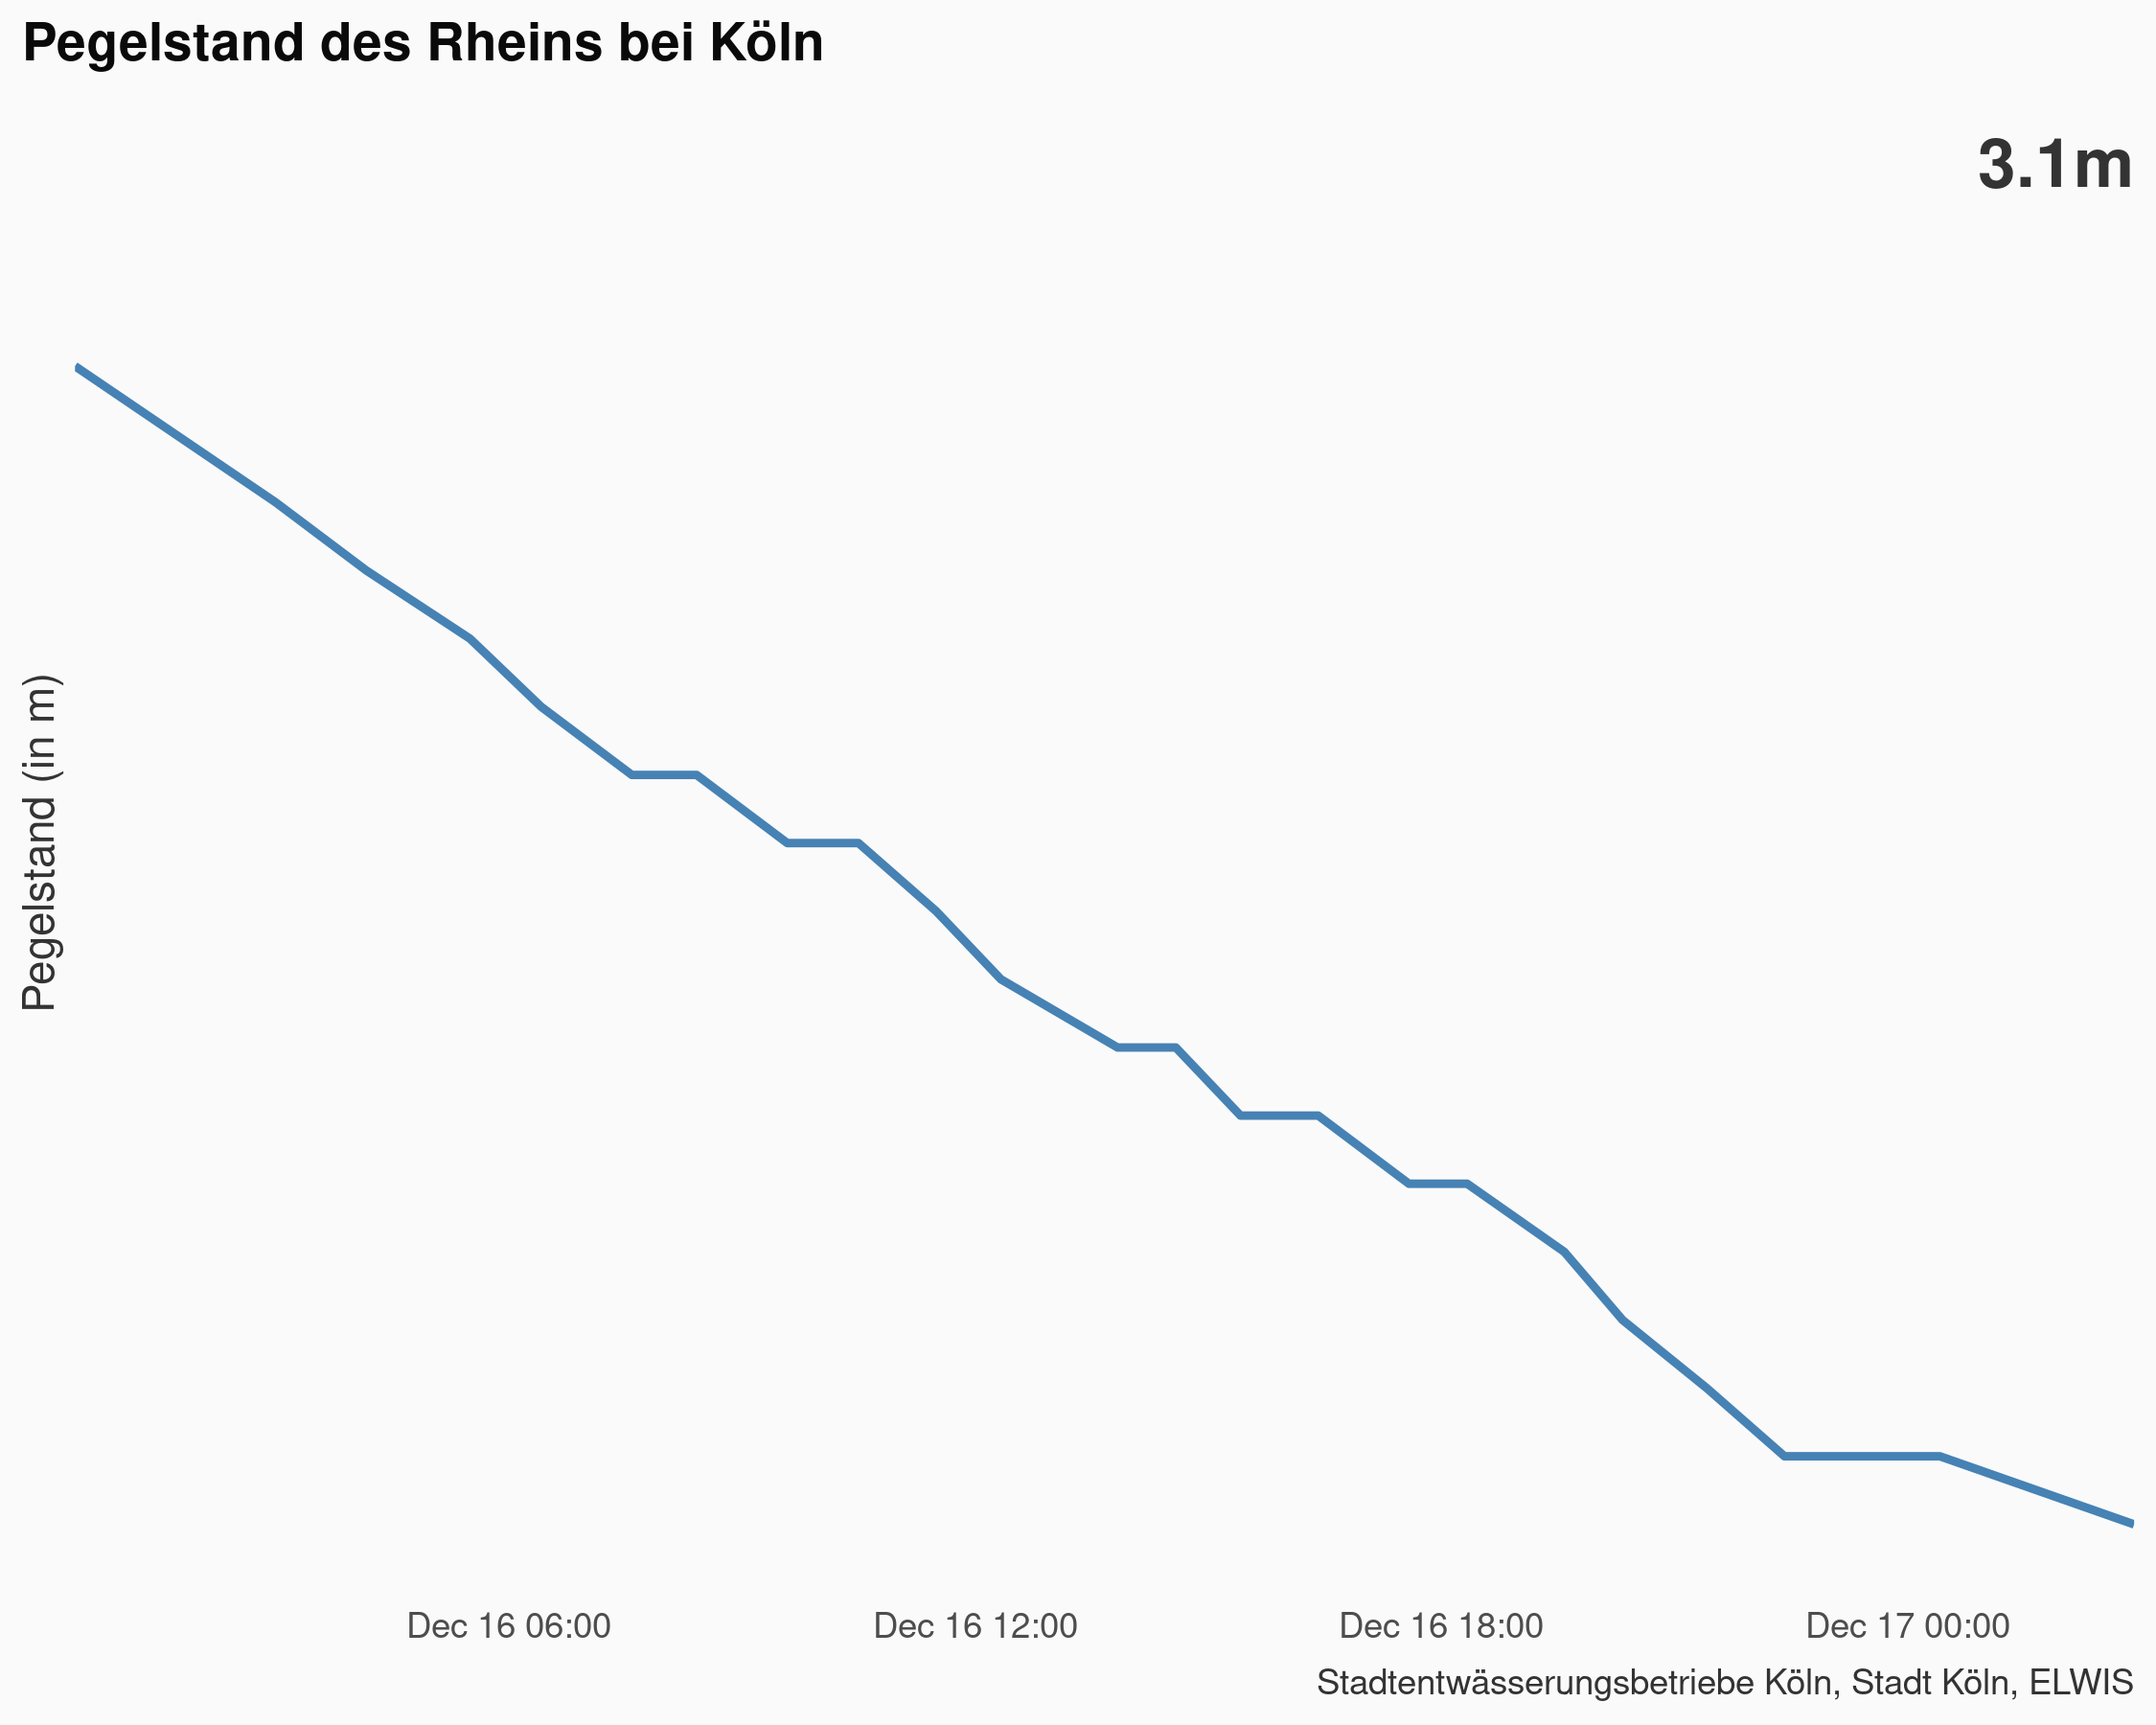 Pegelstand des Rheins bei Köln
3.1m
Pegelstand (in m)
Dec 16 06:00
Dec 16 12:00
Dec 16 18:00
Dec 17 00:00
Stadtentwässerungsbetriebe Köln, Stadt Köln, ELWIS